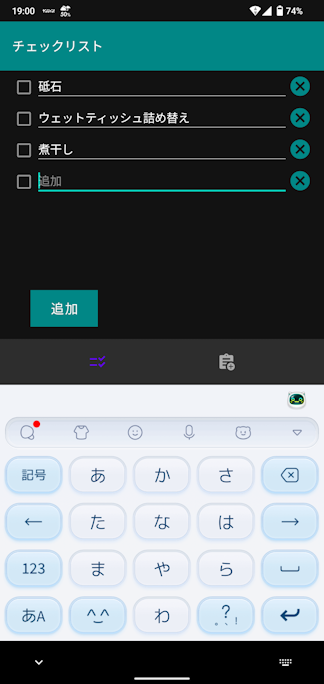 19:00
50%
74%
チェックリスト
砥石
ウェットティッシュ詰め替え
煮干し
追加
追加
記号
あ
か
さ
←
た
な
は
→
123
ま
や
ら
あA
^_^
わ
?
。、!